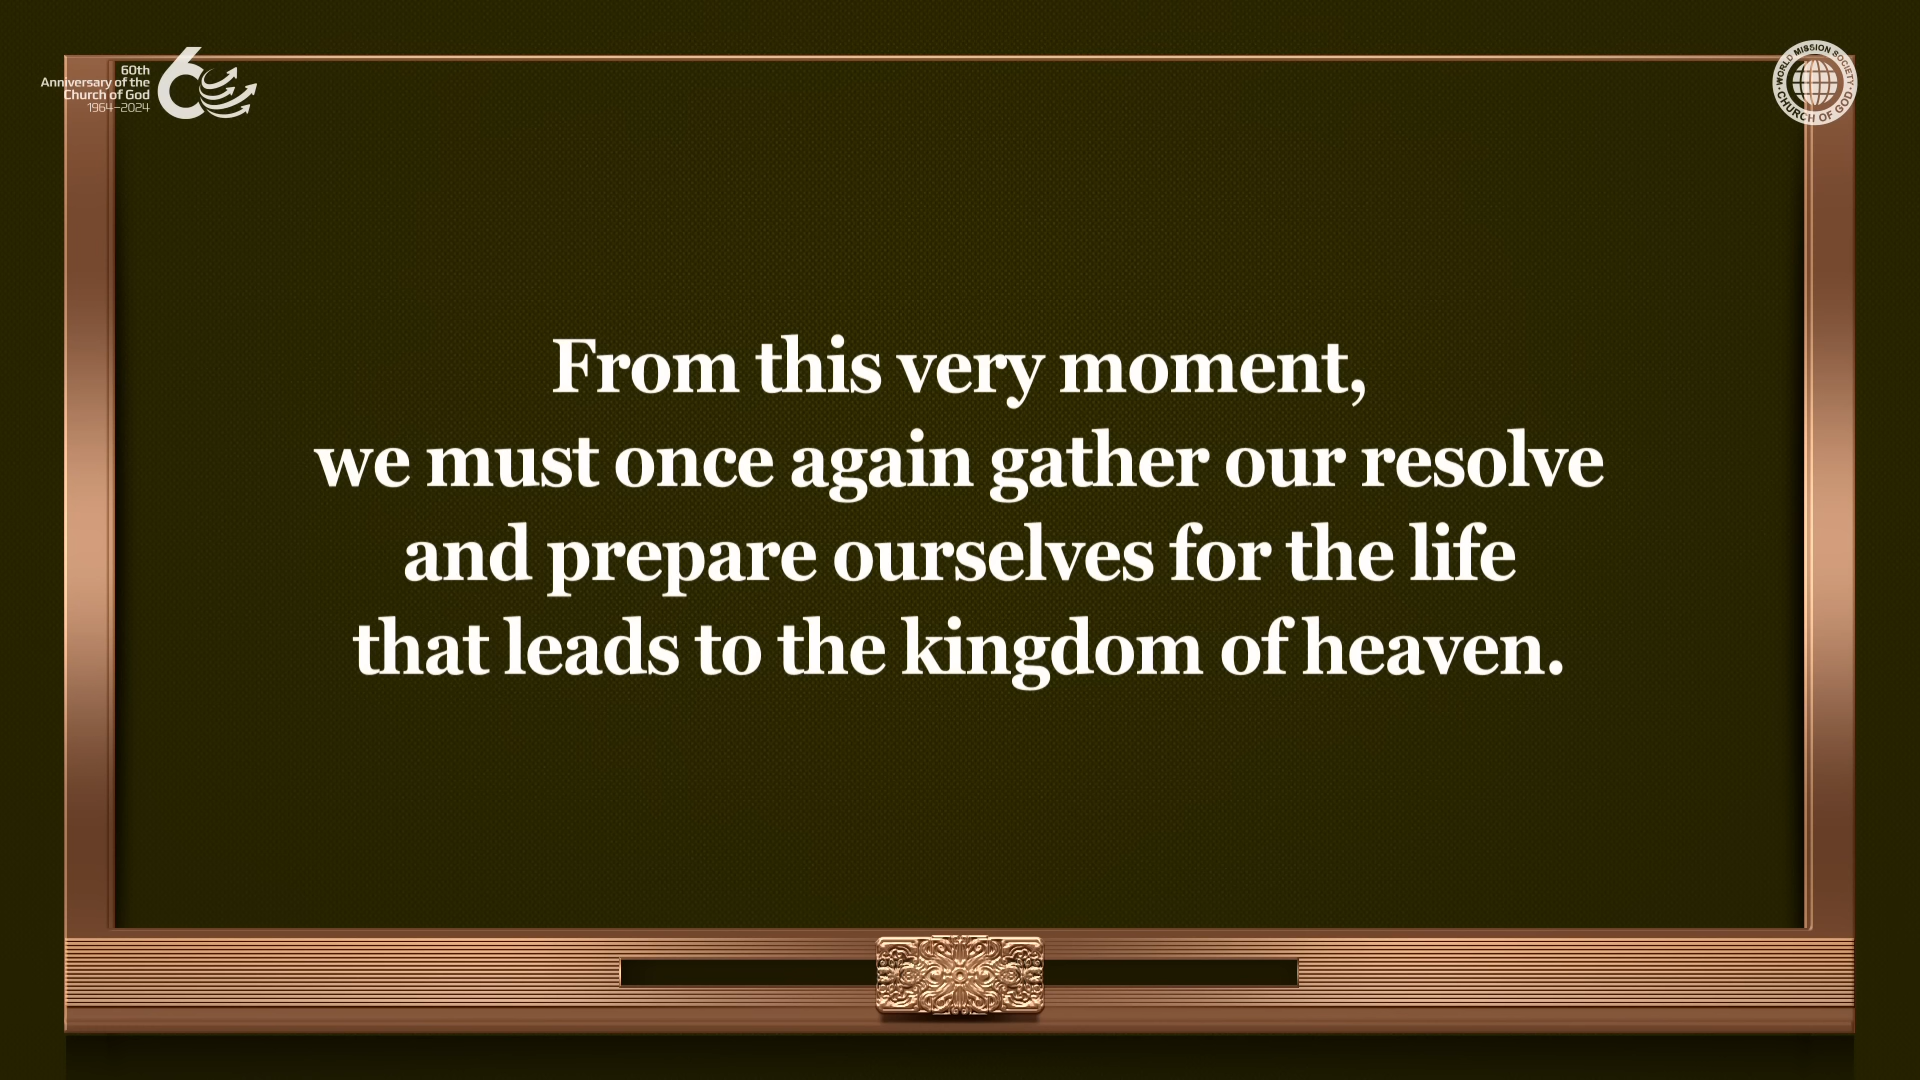 60th
Anniversary of the
Church of God
1964–2024
60
WORLD MISSION SOCIETY
CHURCH OF GOD
From this very moment,
we must once again gather our resolve
and prepare ourselves for the life
that leads to the kingdom of heaven.